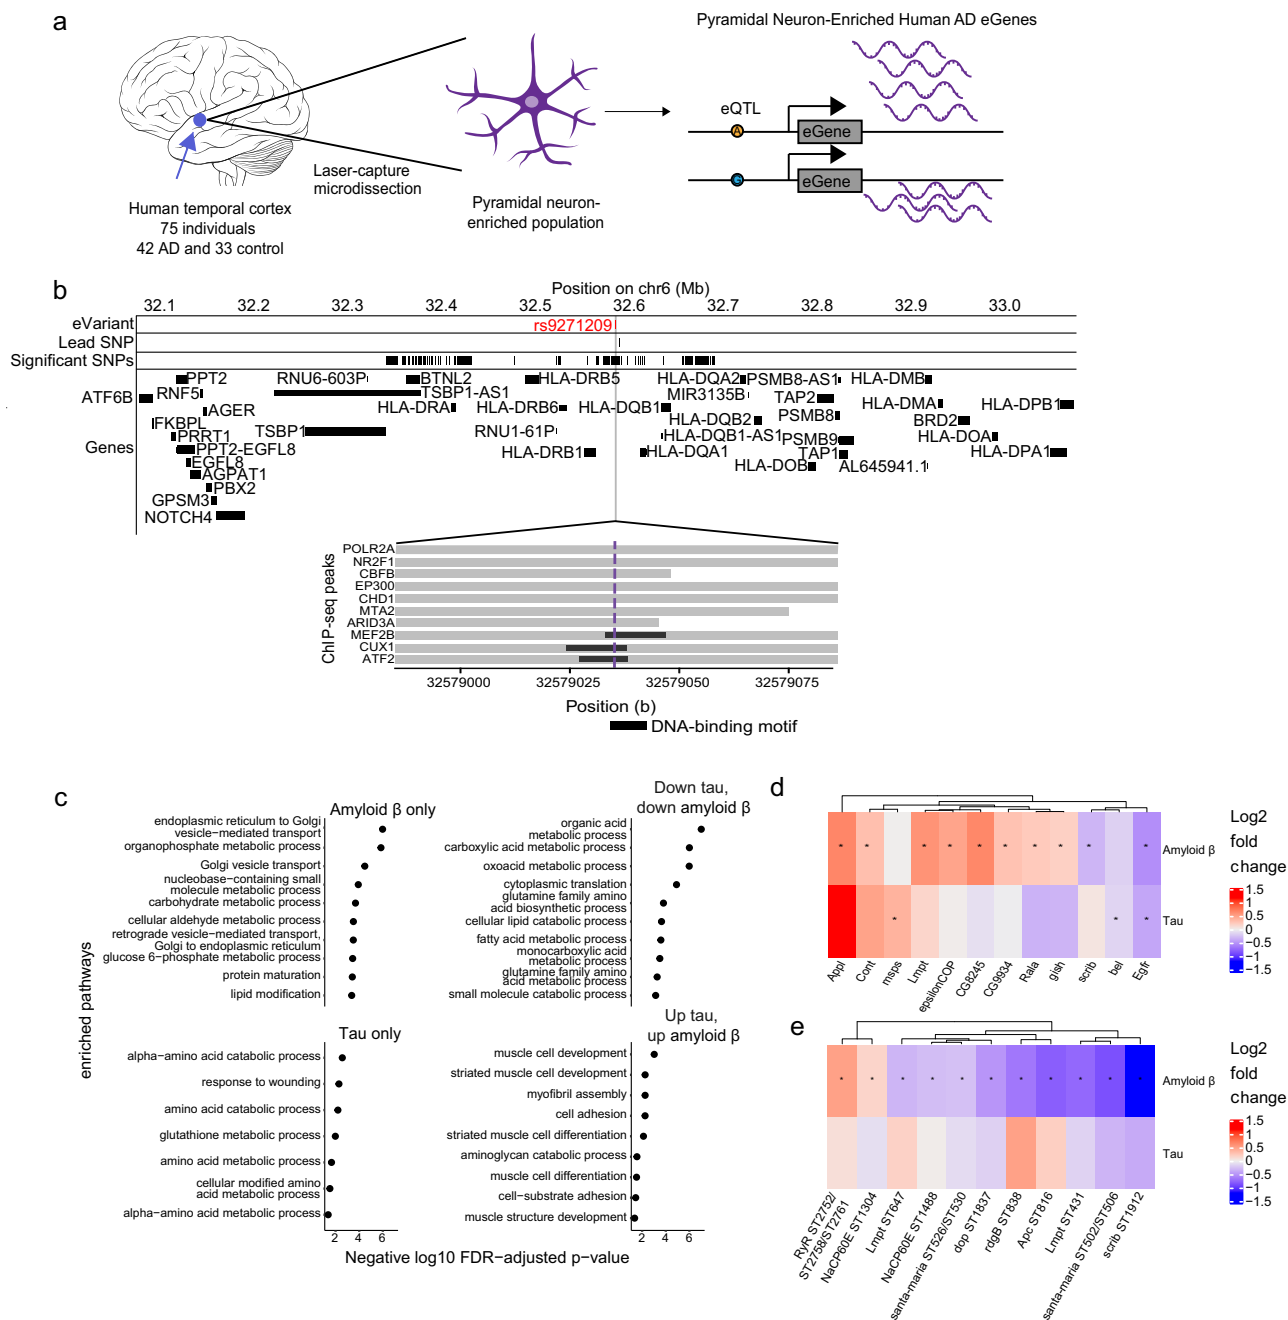 a
Pyramidal Neuron-Enriched Human AD eGenes
eQTL
A
eGene
G
eGene
Laser-capture
microdissection
Human temporal cortex
75 individuals
42 AD and 33 control
Pyramidal neuron-
enriched population
b
Position on chr6 (Mb)
32.1 32.2 32.3 32.4 32.5 32.6 32.7 32.8 32.9 33.0
eVariant
rs9271209
Lead SNP
Significant SNPs
Genes
PPT2 RNU6-603P BTNL2 HLA-DRB5 HLA-DQA2 PSMB8-AS1 HLA-DMB
ATF6B RNF5 TSBP1-AS1 MIR3135B TAP2
AGER HLA-DRA HLA-DRB6 HLA-DQB1 HLA-DMA HLA-DPB1
FKBPL HLA-DQB2 PSMB8 BRD2
PRRT1 TSBP1 RNU1-61P HLA-DQB1-AS1 PSMB9 HLA-DOA
PPT2-EGFL8 HLA-DRB1 HLA-DQA1 TAP1 HLA-DPA1
EGFL8 HLA-DOB AL645941.1
AGPAT1
PBX2
GPSM3
NOTCH4
ChIP-seq peaks
POLR2A
NR2F1
CBFB
EP300
CHD1
MTA2
ARID3A
MEF2B
CUX1
ATF2
32579000 32579025 32579050 32579075
Position (b)
DNA-binding motif
c
enriched pathways
Amyloid β only
endoplasmic reticulum to Golgi
vesicle−mediated transport
organophosphate metabolic process
Golgi vesicle transport
nucleobase−containing small
molecule metabolic process
carbohydrate metabolic process
cellular aldehyde metabolic process
retrograde vesicle−mediated transport,
Golgi to endoplasmic reticulum
glucose 6−phosphate metabolic process
protein maturation
lipid modification
Down tau,
down amyloid β
organic acid
metabolic process
carboxylic acid metabolic process
oxoacid metabolic process
cytoplasmic translation
glutamine family amino
acid biosynthetic process
cellular lipid catabolic process
fatty acid metabolic process
monocarboxylic acid
metabolic process
glutamine family amino
acid metabolic process
small molecule catabolic process
Tau only
alpha−amino acid catabolic process
response to wounding
amino acid catabolic process
glutathione metabolic process
amino acid metabolic process
cellular modified amino
acid metabolic process
alpha−amino acid metabolic process
2 4 6
Up tau,
up amyloid β
muscle cell development
striated muscle cell development
myofibril assembly
cell adhesion
striated muscle cell differentiation
aminoglycan catabolic process
muscle cell differentiation
cell−substrate adhesion
muscle structure development
2 4 6
Negative log10 FDR−adjusted p−value
d
* * * * * * * * * *
Amyloid β
* * *
Tau
Appl Cont msps Lmpt epsilonCOP CG8245 CG9934 Rala gish scrib bel Egfr
Log2
fold
change
1.5
1
0.5
0
−0.5
−1
−1.5
e
* * * * * * * * * * *
Amyloid β
Tau
RyR ST2752/
ST2758/ST2761
NaCP60E ST1304
Lmpt ST647
NaCP60E ST1488
santa-maria ST526/ST530
dop ST1837
rdgB ST838
Apc ST816
Lmpt ST431
santa-maria ST502/ST506
scrib ST1912
Log2
fold
change
1.5
1
0.5
0
−0.5
−1
−1.5